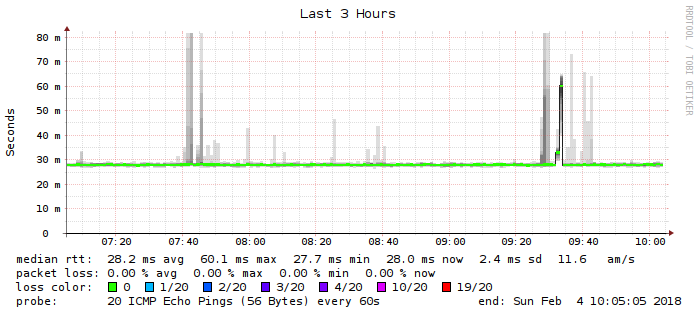 Last 3 Hours
RRDTOOL / TOBI OETIKER
Seconds
80 m
70 m
60 m
50 m
40 m
30 m
20 m
10 m
0
07:20 07:40 08:00 08:20 08:40 09:00 09:20 09:40 10:00
median rtt: 28.2 ms avg 60.1 ms max 27.7 ms min 28.0 ms now 2.4 ms sd 11.6 am/s
packet loss: 0.00 % avg 0.00 % max 0.00 % min 0.00 % now
loss color: 0 1/20 2/20 3/20 4/20 10/20 19/20
probe: 20 ICMP Echo Pings (56 Bytes) every 60s end: Sun Feb 4 10:05:05 2018